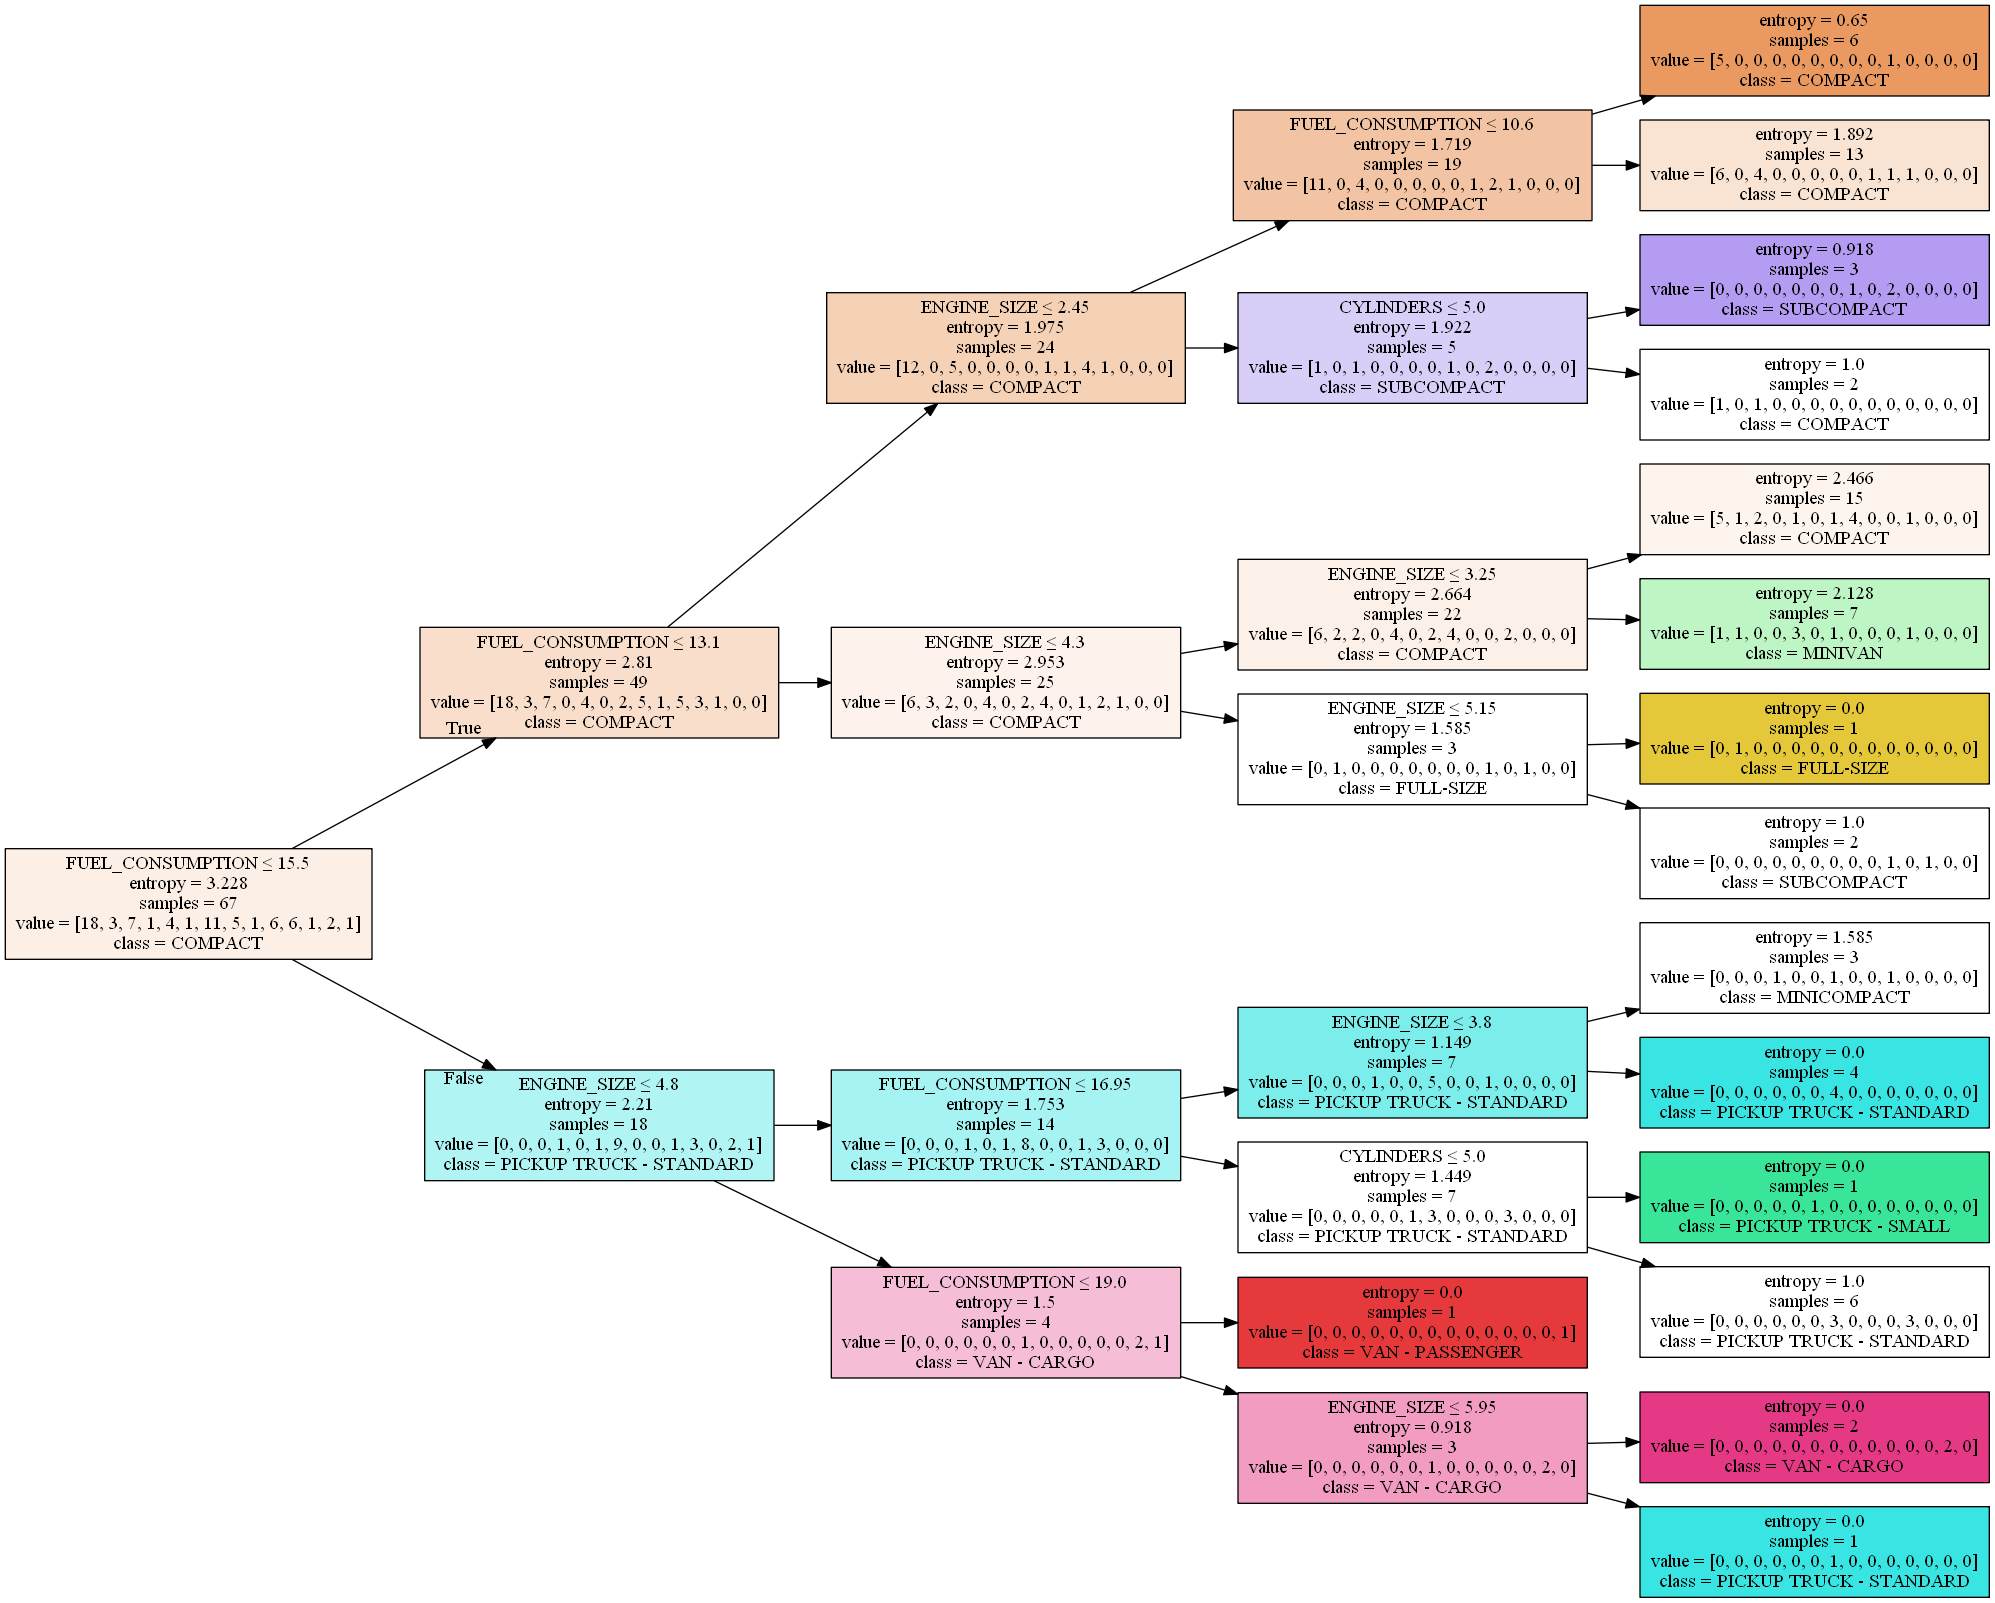 FUEL_CONSUMPTION ≤ 15.5
entropy = 3.228
samples = 67
value = [18, 3, 7, 1, 4, 1, 11, 5, 1, 6, 6, 1, 2, 1]
class = COMPACT
True
FUEL_CONSUMPTION ≤ 13.1
entropy = 2.81
samples = 49
value = [18, 3, 7, 0, 4, 0, 2, 5, 1, 5, 3, 1, 0, 0]
class = COMPACT
False
ENGINE_SIZE ≤ 4.8
entropy = 2.21
samples = 18
value = [0, 0, 0, 1, 0, 1, 9, 0, 0, 1, 3, 0, 2, 1]
class = PICKUP TRUCK - STANDARD
ENGINE_SIZE ≤ 2.45
entropy = 1.975
samples = 24
value = [12, 0, 5, 0, 0, 0, 0, 1, 1, 4, 1, 0, 0, 0]
class = COMPACT
ENGINE_SIZE ≤ 4.3
entropy = 2.953
samples = 25
value = [6, 3, 2, 0, 4, 0, 2, 4, 0, 1, 2, 1, 0, 0]
class = COMPACT
FUEL_CONSUMPTION ≤ 16.95
entropy = 1.753
samples = 14
value = [0, 0, 0, 1, 0, 1, 8, 0, 0, 1, 3, 0, 0, 0]
class = PICKUP TRUCK - STANDARD
FUEL_CONSUMPTION ≤ 19.0
entropy = 1.5
samples = 4
value = [0, 0, 0, 0, 0, 0, 1, 0, 0, 0, 0, 0, 2, 1]
class = VAN - CARGO
FUEL_CONSUMPTION ≤ 10.6
entropy = 1.719
samples = 19
value = [11, 0, 4, 0, 0, 0, 0, 0, 1, 2, 1, 0, 0, 0]
class = COMPACT
CYLINDERS ≤ 5.0
entropy = 1.922
samples = 5
value = [1, 0, 1, 0, 0, 0, 0, 1, 0, 2, 0, 0, 0, 0]
class = SUBCOMPACT
ENGINE_SIZE ≤ 3.25
entropy = 2.664
samples = 22
value = [6, 2, 2, 0, 4, 0, 2, 4, 0, 0, 2, 0, 0, 0]
class = COMPACT
ENGINE_SIZE ≤ 5.15
entropy = 1.585
samples = 3
value = [0, 1, 0, 0, 0, 0, 0, 0, 0, 1, 0, 1, 0, 0]
class = FULL-SIZE
ENGINE_SIZE ≤ 3.8
entropy = 1.149
samples = 7
value = [0, 0, 0, 1, 0, 0, 5, 0, 0, 1, 0, 0, 0, 0]
class = PICKUP TRUCK - STANDARD
CYLINDERS ≤ 5.0
entropy = 1.449
samples = 7
value = [0, 0, 0, 0, 0, 1, 3, 0, 0, 0, 3, 0, 0, 0]
class = PICKUP TRUCK - STANDARD
entropy = 0.0
samples = 1
value = [0, 0, 0, 0, 0, 0, 0, 0, 0, 0, 0, 0, 0, 1]
class = VAN - PASSENGER
ENGINE_SIZE ≤ 5.95
entropy = 0.918
samples = 3
value = [0, 0, 0, 0, 0, 0, 1, 0, 0, 0, 0, 0, 2, 0]
class = VAN - CARGO
entropy = 0.65
samples = 6
value = [5, 0, 0, 0, 0, 0, 0, 0, 0, 1, 0, 0, 0, 0]
class = COMPACT
entropy = 1.892
samples = 13
value = [6, 0, 4, 0, 0, 0, 0, 0, 1, 1, 1, 0, 0, 0]
class = COMPACT
entropy = 0.918
samples = 3
value = [0, 0, 0, 0, 0, 0, 0, 1, 0, 2, 0, 0, 0, 0]
class = SUBCOMPACT
entropy = 1.0
samples = 2
value = [1, 0, 1, 0, 0, 0, 0, 0, 0, 0, 0, 0, 0, 0]
class = COMPACT
entropy = 2.466
samples = 15
value = [5, 1, 2, 0, 1, 0, 1, 4, 0, 0, 1, 0, 0, 0]
class = COMPACT
entropy = 2.128
samples = 7
value = [1, 1, 0, 0, 3, 0, 1, 0, 0, 0, 1, 0, 0, 0]
class = MINIVAN
entropy = 0.0
samples = 1
value = [0, 1, 0, 0, 0, 0, 0, 0, 0, 0, 0, 0, 0, 0]
class = FULL-SIZE
entropy = 1.0
samples = 2
value = [0, 0, 0, 0, 0, 0, 0, 0, 0, 1, 0, 1, 0, 0]
class = SUBCOMPACT
entropy = 1.585
samples = 3
value = [0, 0, 0, 1, 0, 0, 1, 0, 0, 1, 0, 0, 0, 0]
class = MINICOMPACT
entropy = 0.0
samples = 4
value = [0, 0, 0, 0, 0, 0, 4, 0, 0, 0, 0, 0, 0, 0]
class = PICKUP TRUCK - STANDARD
entropy = 0.0
samples = 1
value = [0, 0, 0, 0, 0, 1, 0, 0, 0, 0, 0, 0, 0, 0]
class = PICKUP TRUCK - SMALL
entropy = 1.0
samples = 6
value = [0, 0, 0, 0, 0, 0, 3, 0, 0, 0, 3, 0, 0, 0]
class = PICKUP TRUCK - STANDARD
entropy = 0.0
samples = 2
value = [0, 0, 0, 0, 0, 0, 0, 0, 0, 0, 0, 0, 2, 0]
class = VAN - CARGO
entropy = 0.0
samples = 1
value = [0, 0, 0, 0, 0, 0, 1, 0, 0, 0, 0, 0, 0, 0]
class = PICKUP TRUCK - STANDARD